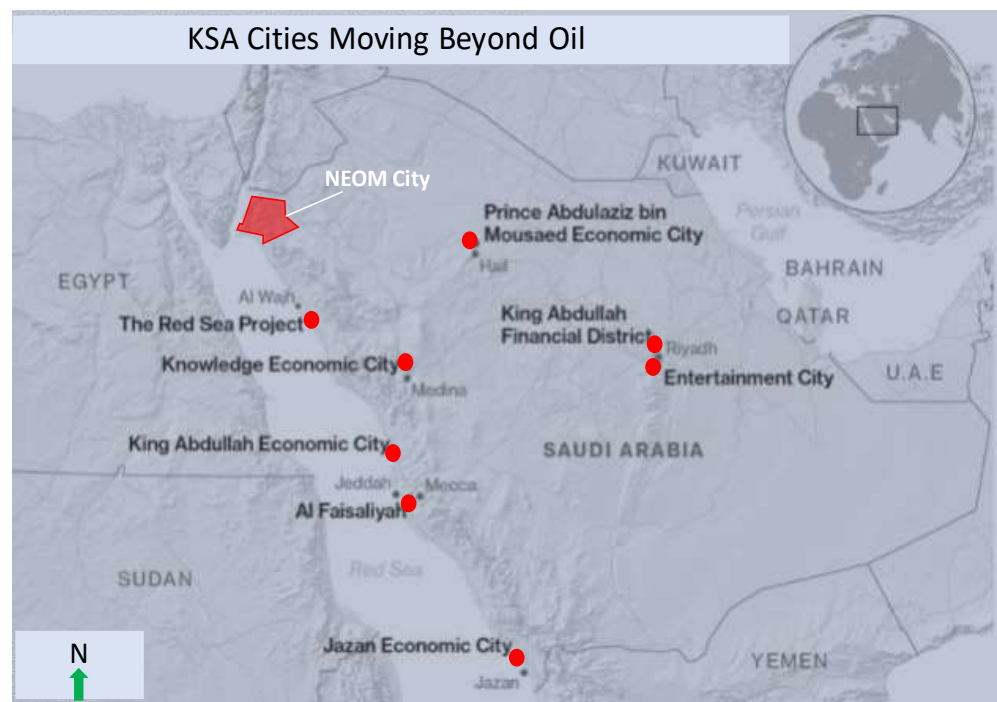 KSA Cities Moving Beyond Oil
KUWAIT
NEOM City
Prince Abdulaziz bin
Mousaed Economic City
Persian
Gulf
Hail
EGYPT
BAHRAIN
Al Wajh
The Red Sea Project
King Abdullah
Financial District
QATAR
Riyadh
Knowledge Economic City
Medina
Entertainment City
U.A.E
King Abdullah Economic City
SAUDI ARABIA
Jeddah
Mecca
Al Faisaliyah
SUDAN
Red Sea
Jazan Economic City
Jazan
YEMEN
N